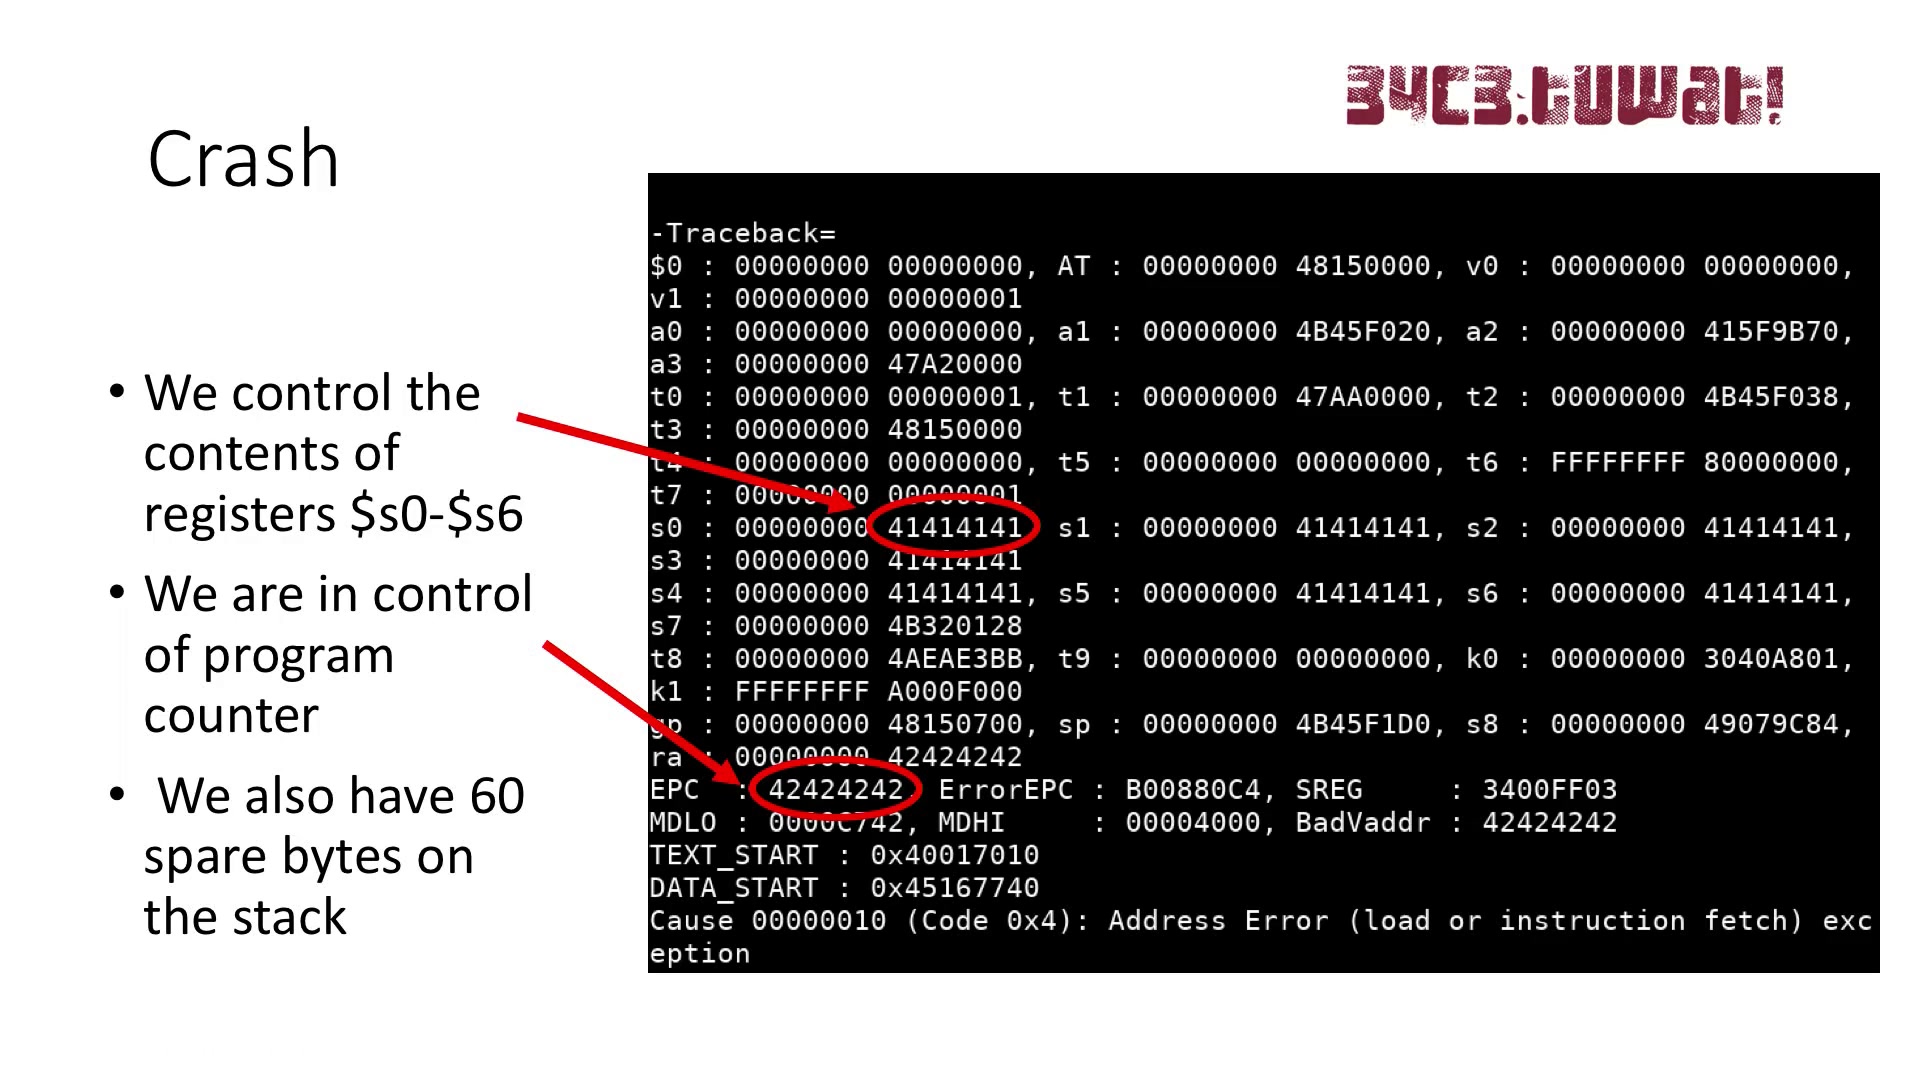 34C3.tuwat!
Crash
• We control the
contents of
registers $s0-$s6
• We are in control
of program
counter
• We also have 60
spare bytes on
the stack
-Traceback=
$0 : 00000000 00000000, AT : 00000000 48150000, v0 : 00000000 00000000,
v1 : 00000000 00000001
a0 : 00000000 00000000, a1 : 00000000 4B45F020, a2 : 00000000 415F9B70,
a3 : 00000000 47A20000
t0 : 00000000 00000001, t1 : 00000000 47AA0000, t2 : 00000000 4B45F038,
t3 : 00000000 48150000
t4 : 00000000 00000000, t5 : 00000000 00000000, t6 : FFFFFFFF 80000000,
t7 : 00000000 00000001
s0 : 00000000 41414141, s1 : 00000000 41414141, s2 : 00000000 41414141,
s3 : 00000000 41414141
s4 : 00000000 41414141, s5 : 00000000 41414141, s6 : 00000000 41414141,
s7 : 00000000 4B320128
t8 : 00000000 4AEAE3BB, t9 : 00000000 00000000, k0 : 00000000 3040A801,
k1 : FFFFFFFF A000F000
gp : 00000000 48150700, sp : 00000000 4B45F1D0, s8 : 00000000 49079C84,
ra : 00000000 42424242
EPC : 42424242, ErrorEPC : B00880C4, SREG : 3400FF03
MDLO : 0000C742, MDHI : 00004000, BadVaddr : 42424242
TEXT_START : 0x40017010
DATA_START : 0x45167740
Cause 00000010 (Code 0x4): Address Error (load or instruction fetch) exc
eption